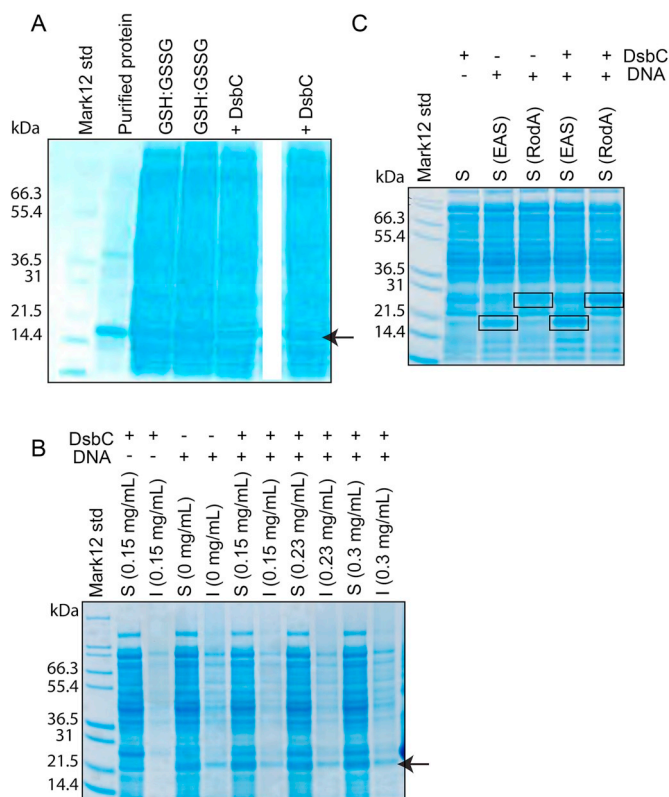 A
Mark12 std
Purified protein
GSH:GSSG
GSH:GSSG
+ DsbC
+ DsbC
kDa
66.3
55.4
36.5
31
21.5
14.4
C
+ - - + + DsbC
- + + + + DNA
Mark12 std
S
S (EAS)
S (RodA)
S (EAS)
S (RodA)
kDa
66.3
55.4
36.5
31
21.5
14.4
B
DsbC + + - - + + + + + +
DNA - - + + + + + + + +
Mark12 std
S (0.15 mg/mL)
I (0.15 mg/mL)
S (0 mg/mL)
I (0 mg/mL)
S (0.15 mg/mL)
I (0.15 mg/mL)
S (0.23 mg/mL)
I (0.23 mg/mL)
S (0.3 mg/mL)
I (0.3 mg/mL)
kDa
66.3
55.4
36.5
31
21.5
14.4